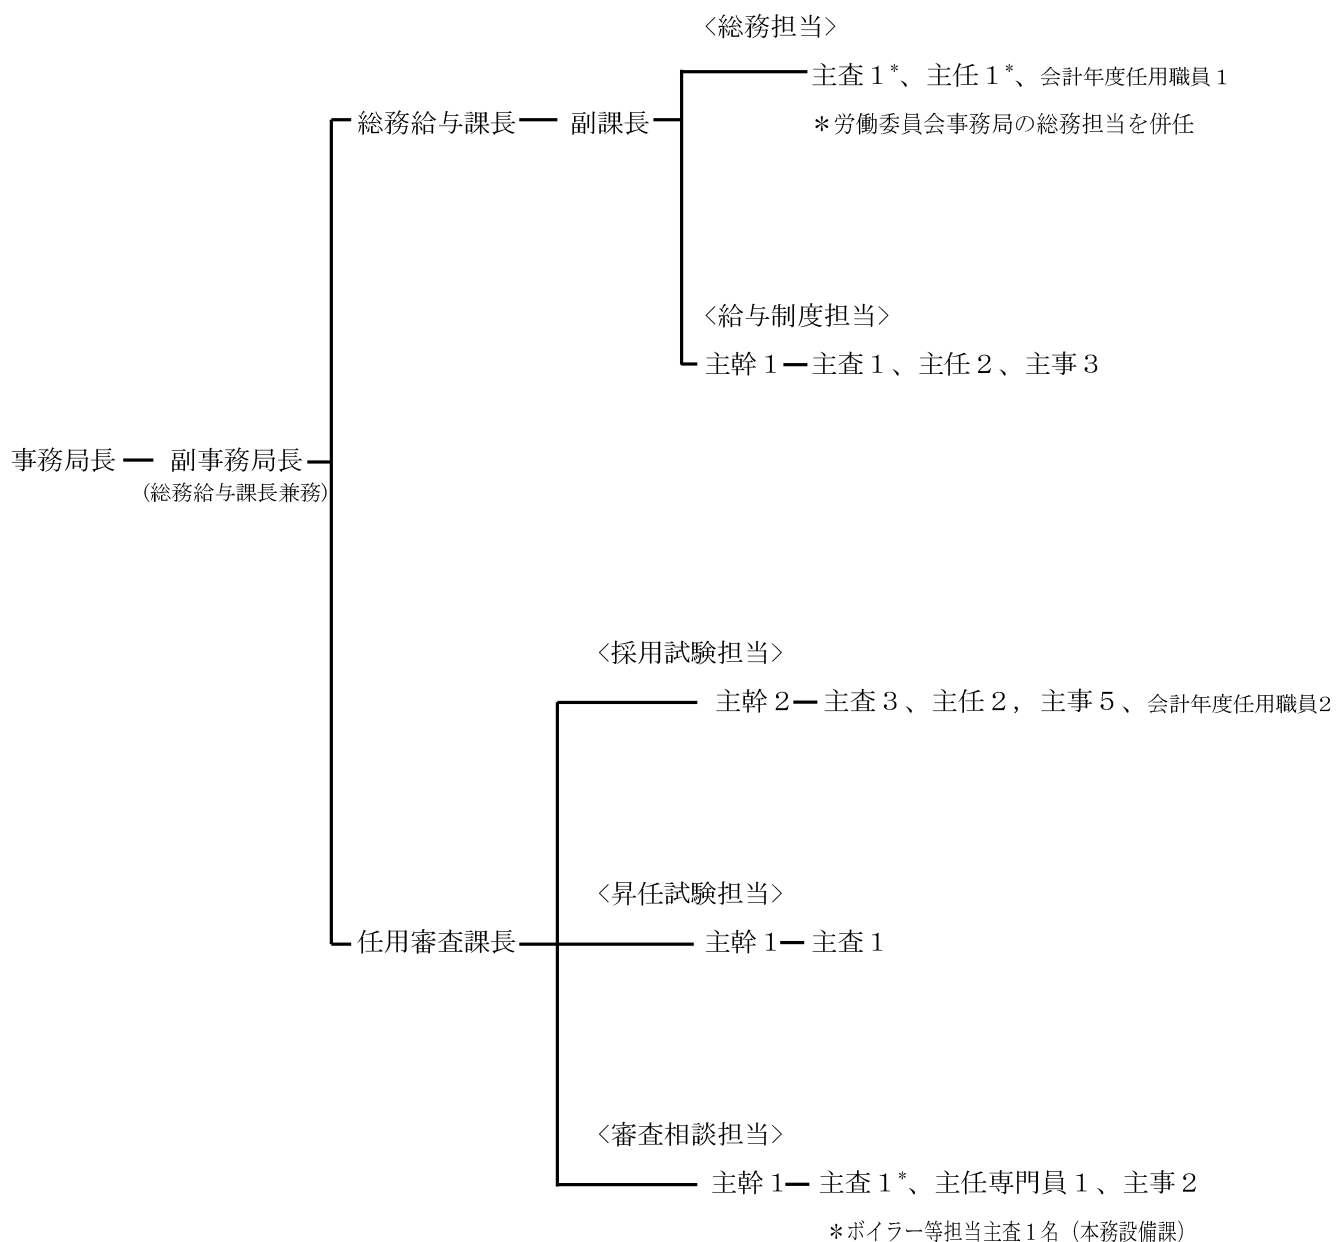 <総務担当>
主査１*、主任１*、会計年度任用職員１
総務給与課長 副課長
＊労働委員会事務局の総務担当を併任
<給与制度担当>
主幹１ 主査１、主任２、主事３
事務局長 副事務局長
(総務給与課長兼務)
<採用試験担当>
主幹２ 主査３、主任２，主事５、会計年度任用職員2
<昇任試験担当>
任用審査課長 主幹１ 主査１
<審査相談担当>
主幹１ 主査１*、主任専門員１、主事２
＊ボイラー等担当主査１名（本務設備課）